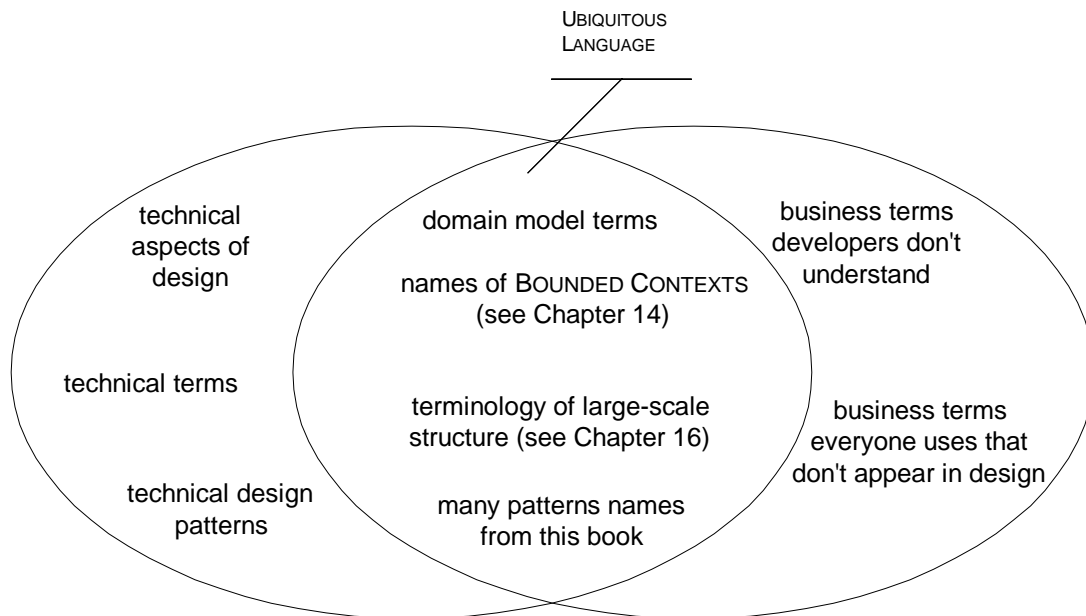 UBIQUITOUS
LANGUAGE
technical
aspects of
design
technical terms
technical design
patterns
domain model terms
names of BOUNDED CONTEXTS
(see Chapter 14)
terminology of large-scale
structure (see Chapter 16)
many patterns names
from this book
business terms
developers don't
understand
business terms
everyone uses that
don't appear in design